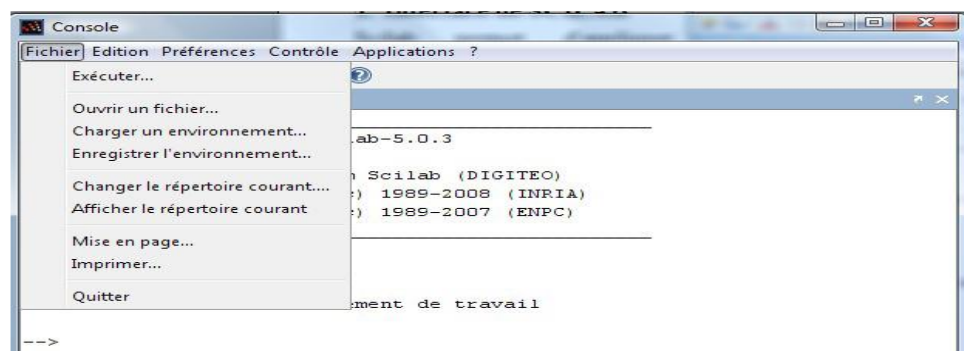 Console
Fichier Edition Préférences Contrôle Applications ?
Exécuter...
Ouvrir un fichier...
Charger un environnement...
Enregistrer l'environnement...
Changer le répertoire courant....
Afficher le répertoire courant
Mise en page...
Imprimer...
Quitter
ab-5.0.3
Scilab (DIGITEO)
) 1989-2008 (INRIA)
) 1989-2007 (ENPC)
ement de travail
-->